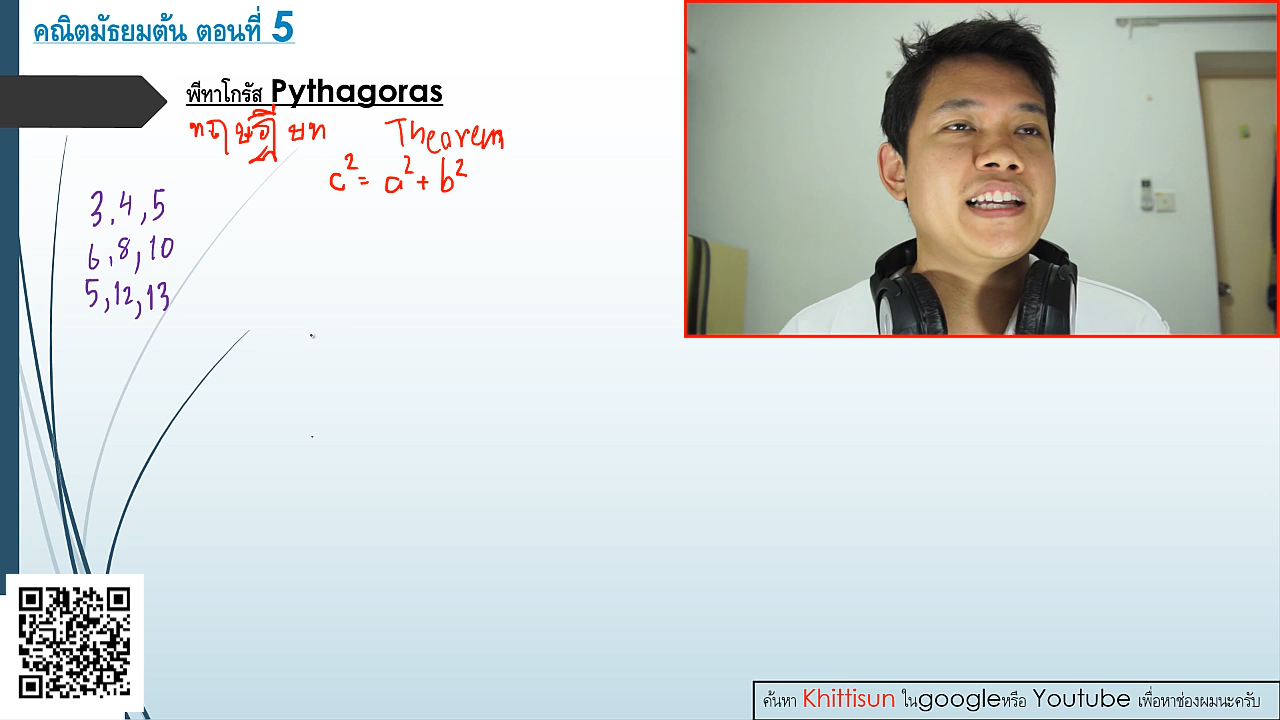 คณิตมัธยมต้น ตอนที่ 5
พีทาโกรัส Pythagoras
ทฤษฎี บท Theorem
c² = a² + b²
3, 4, 5
6, 8, 10
5, 12, 13
ค้นหา Khittisun ในgoogleหรือ Youtube เพื่อหาช่องผมนะครับ